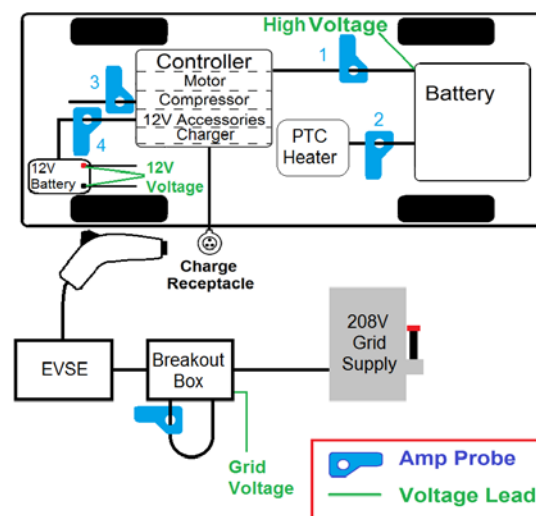 High Voltage
1
Controller
Motor
Compressor
12V Accessories
Charger
3
4
Battery
2
PTC
Heater
12V
Battery
12V
Voltage
Charge
Receptacle
EVSE
Breakout
Box
208V
Grid
Supply
Grid
Voltage
Amp Probe
Voltage Lead